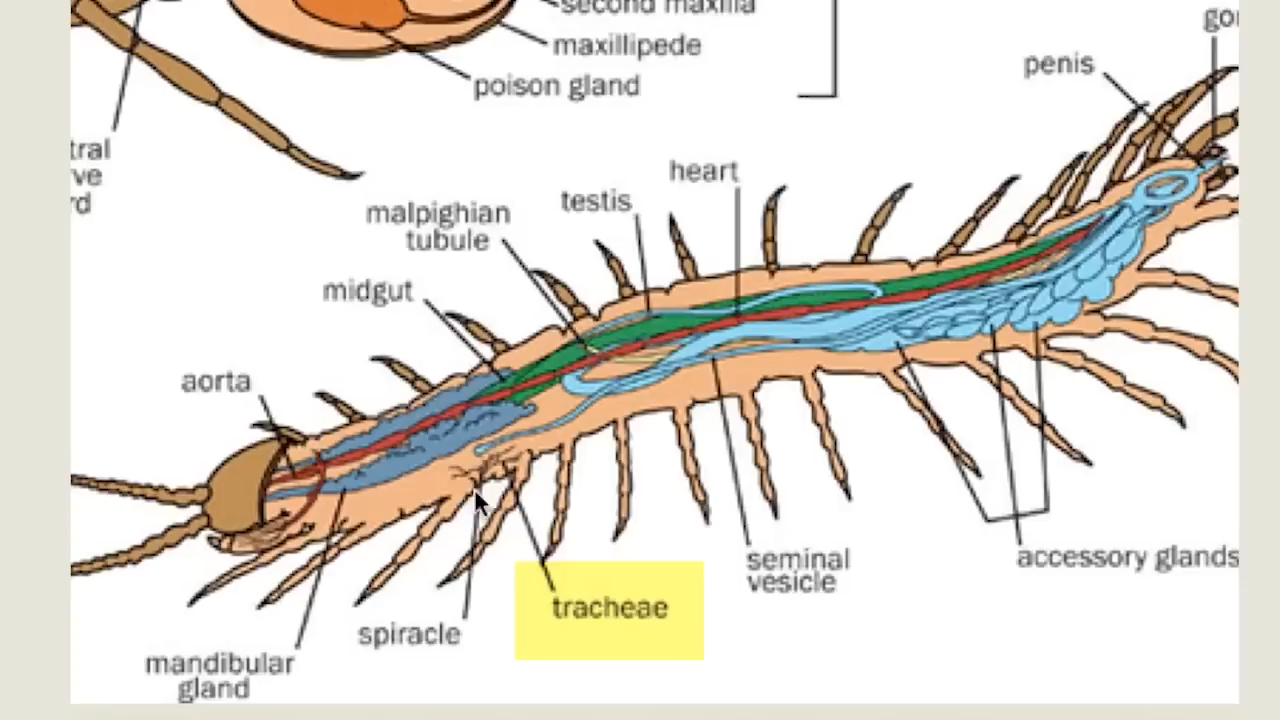 second maxilla
maxillipede
poison gland
penis
heart
testis
malpighian
tubule
midgut
aorta
seminal
vesicle
accessory glands
tracheae
spiracle
mandibular
gland